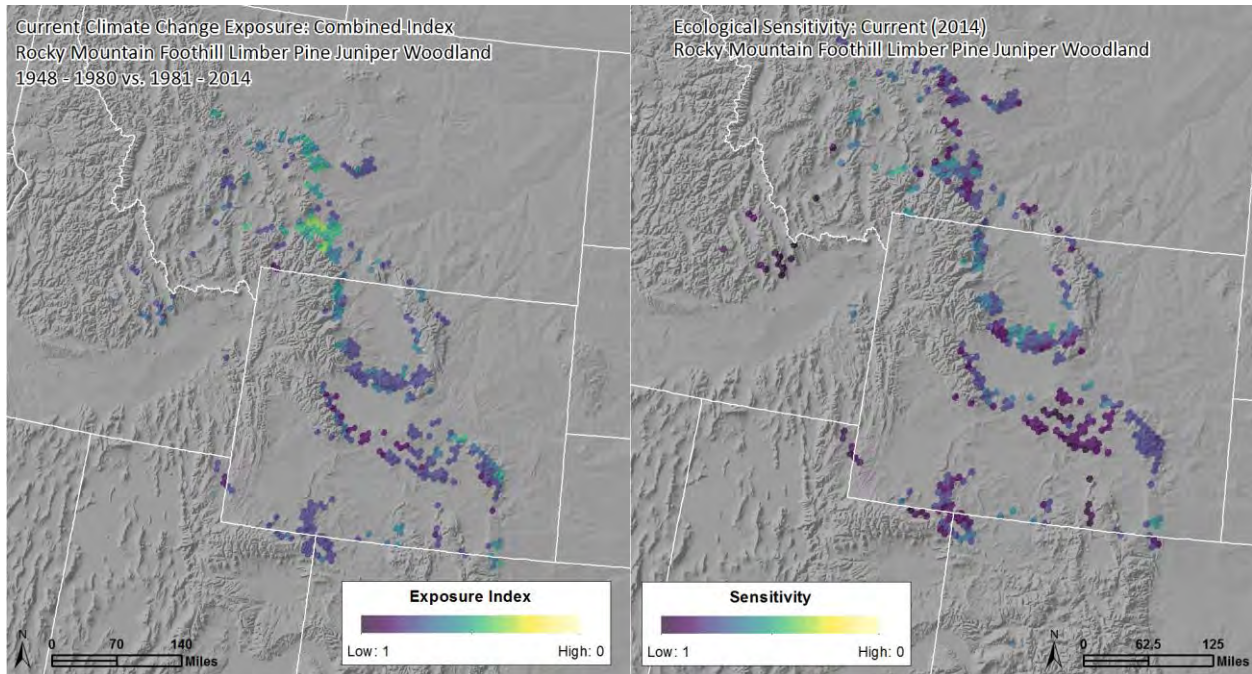 Current Climate Change Exposure: Combined Index
Rocky Mountain Foothill Limber Pine Juniper Woodland
1948 - 1980 vs. 1981 - 2014
Exposure Index
Low: 1 High: 0
N
0 70 140
Miles
Ecological Sensitivity: Current (2014)
Rocky Mountain Foothill Limber Pine Juniper Woodland
Sensitivity
Low: 1 High: 0
N
0 62.5 125
Miles